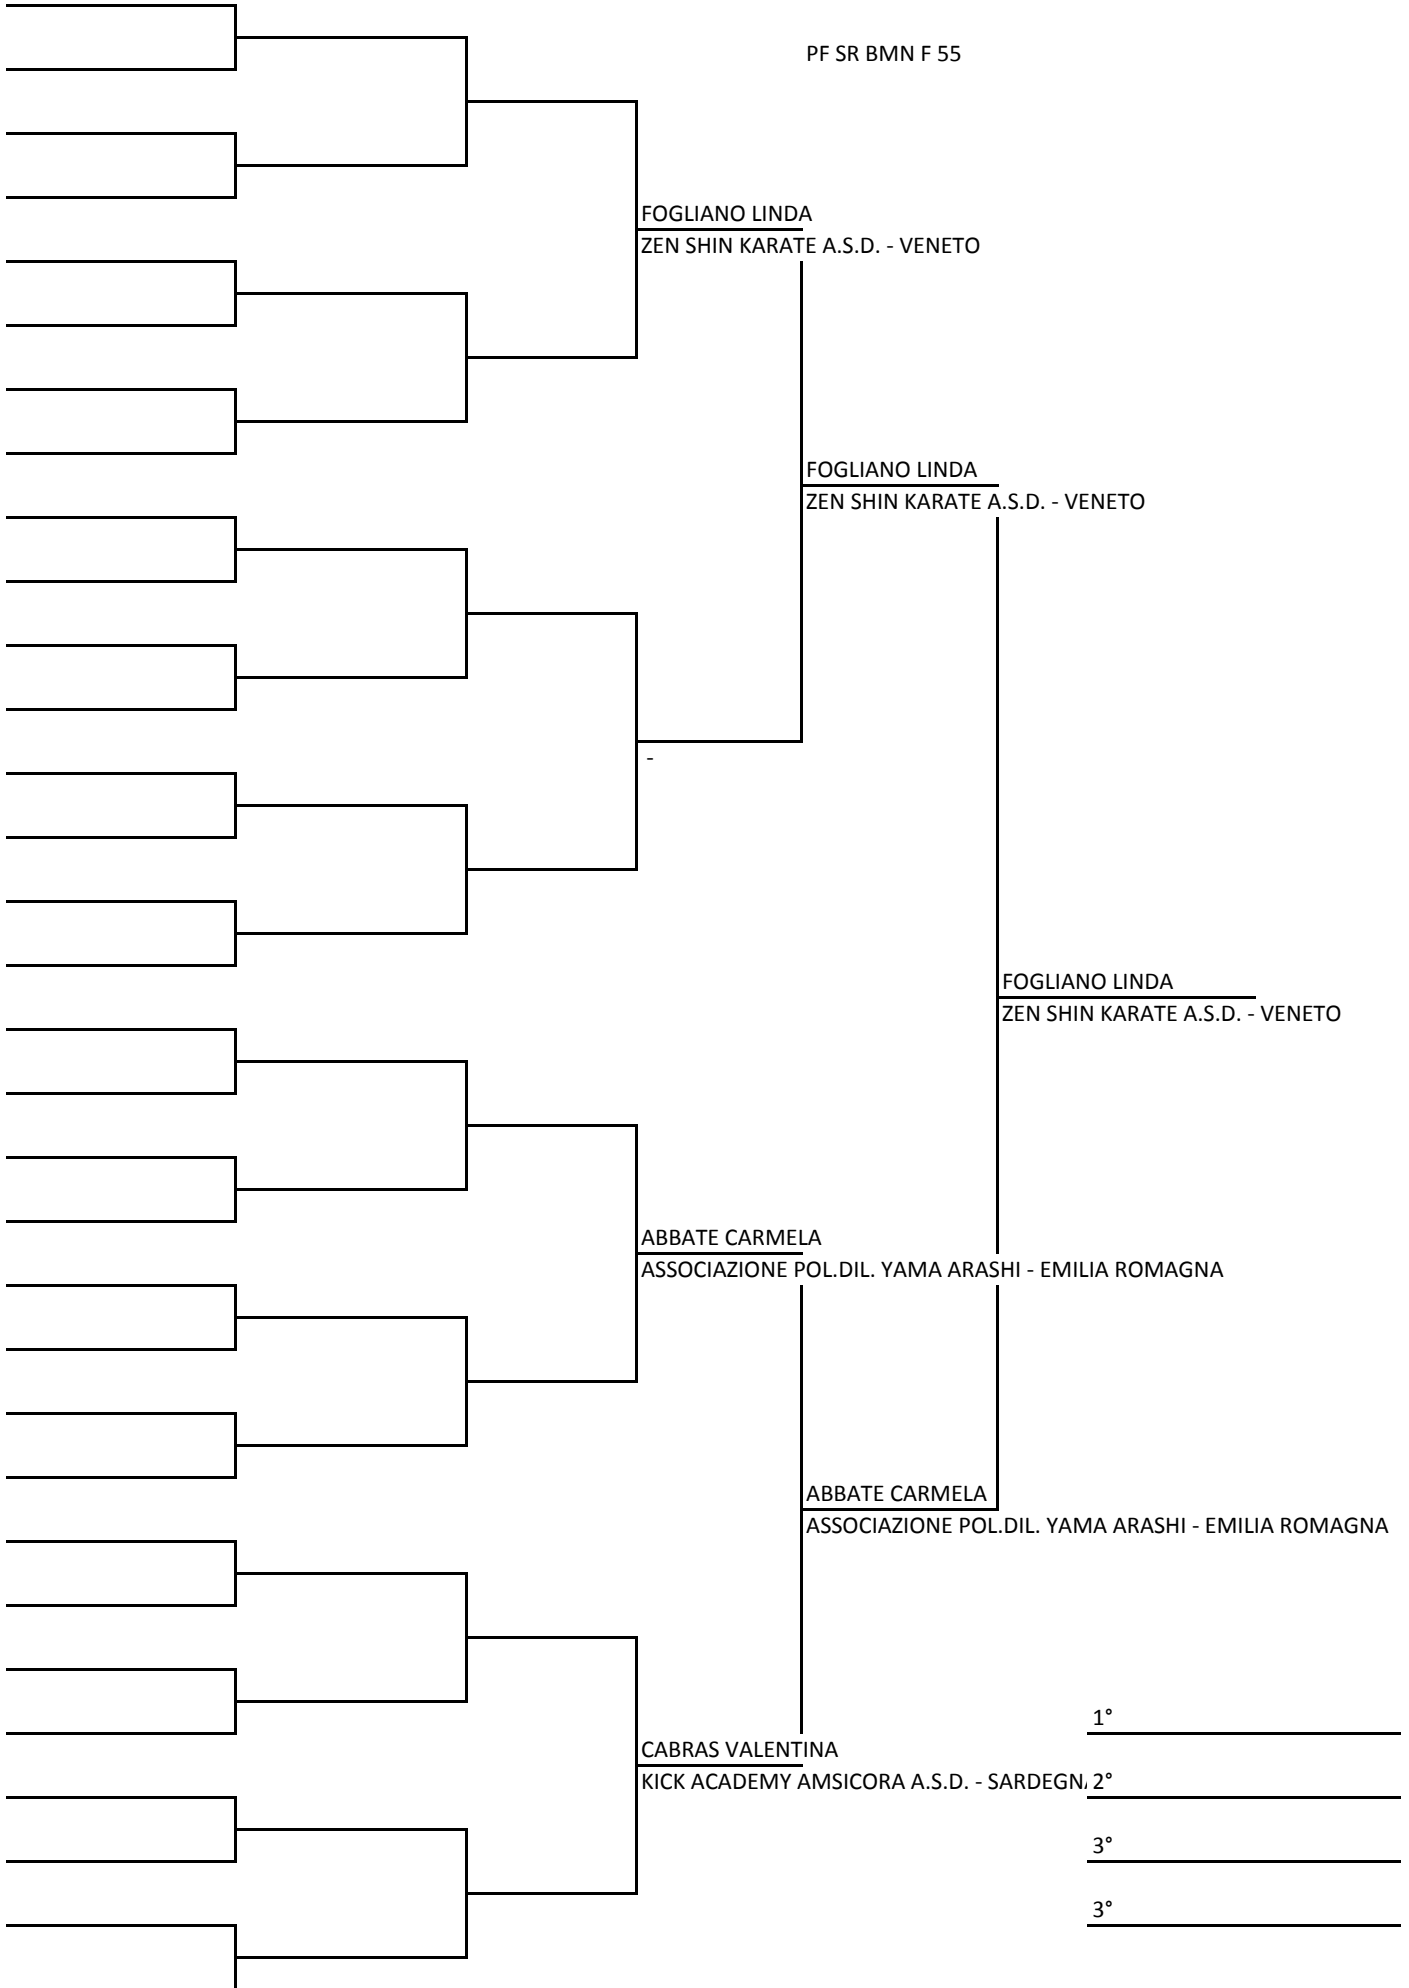 PF SR BMN F 55
FOGLIANO LINDA
ZEN SHIN KARATE A.S.D. - VENETO
FOGLIANO LINDA
ZEN SHIN KARATE A.S.D. - VENETO
-
FOGLIANO LINDA
ZEN SHIN KARATE A.S.D. - VENETO
ABBATE CARMELA
ASSOCIAZIONE POL.DIL. YAMA ARASHI - EMILIA ROMAGNA
ABBATE CARMELA
ASSOCIAZIONE POL.DIL. YAMA ARASHI - EMILIA ROMAGNA
1°
CABRAS VALENTINA
KICK ACADEMY AMSICORA A.S.D. - SARDEGNA
2°
3°
3°